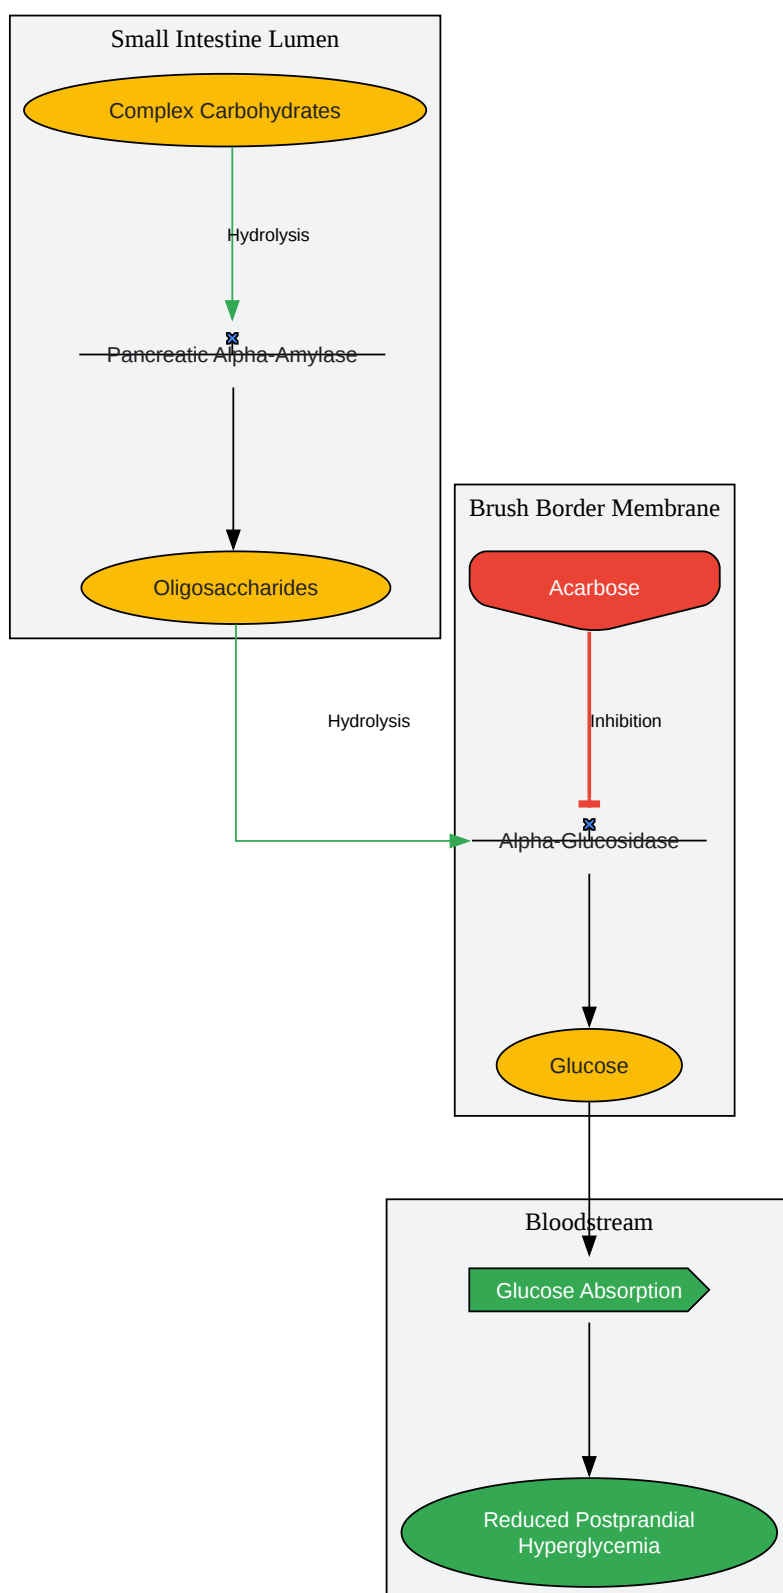 Small Intestine Lumen
Complex Carbohydrates
Hydrolysis
Pancreatic Alpha-Amylase
Oligosaccharides
Brush Border Membrane
Acarbose
Hydrolysis
Inhibition
Alpha-Glucosidase
Glucose
Bloodstream
Glucose Absorption
Reduced Postprandial
Hyperglycemia